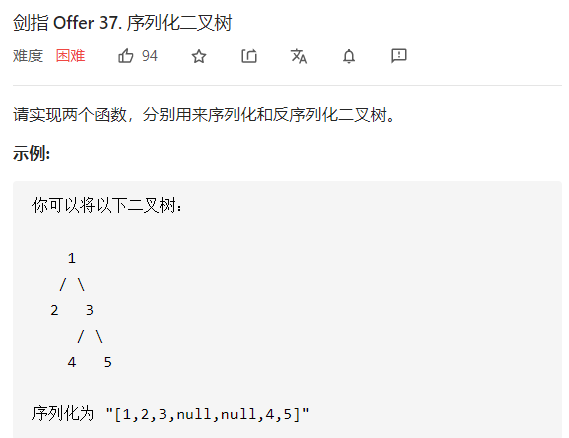 剑指 Offer 37. 序列化二叉树
难度 困难 94
请实现两个函数，分别用来序列化和反序列化二叉树。
示例:
你可以将以下二叉树：
1
/ \
2 3
/ \
4 5
序列化为 "[1,2,3,null,null,4,5]"